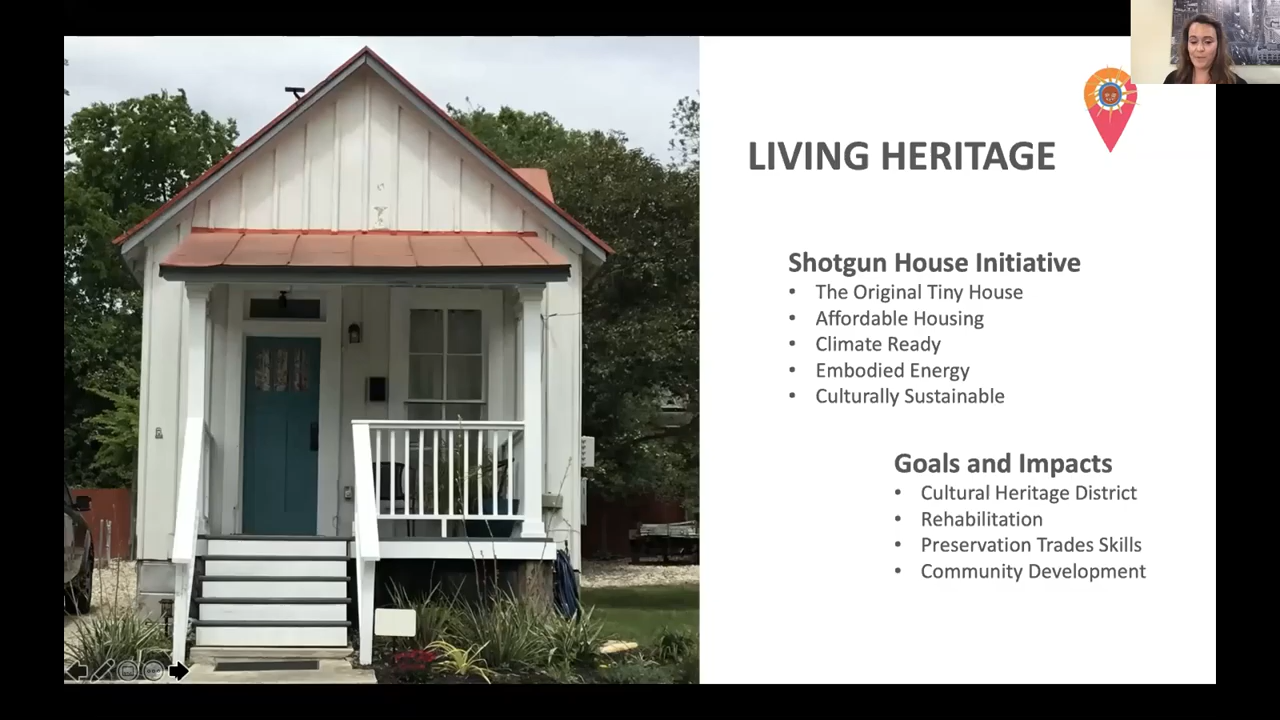 LIVING HERITAGE
Shotgun House Initiative
• The Original Tiny House
• Affordable Housing
• Climate Ready
• Embodied Energy
• Culturally Sustainable
Goals and Impacts
• Cultural Heritage District
• Rehabilitation
• Preservation Trades Skills
• Community Development